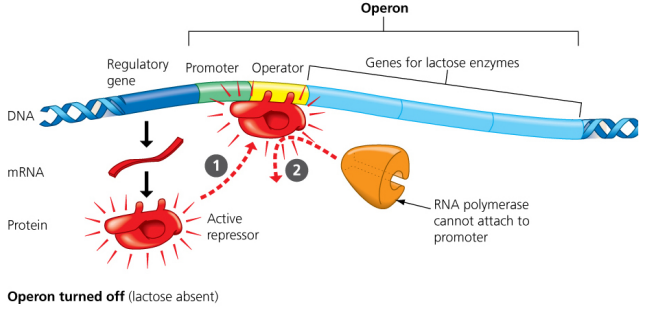 Operon
Regulatory
gene
Promoter
Operator
Genes for lactose enzymes
DNA
mRNA
1
2
Protein
Active
repressor
RNA polymerase
cannot attach to
promoter
Operon turned off (lactose absent)